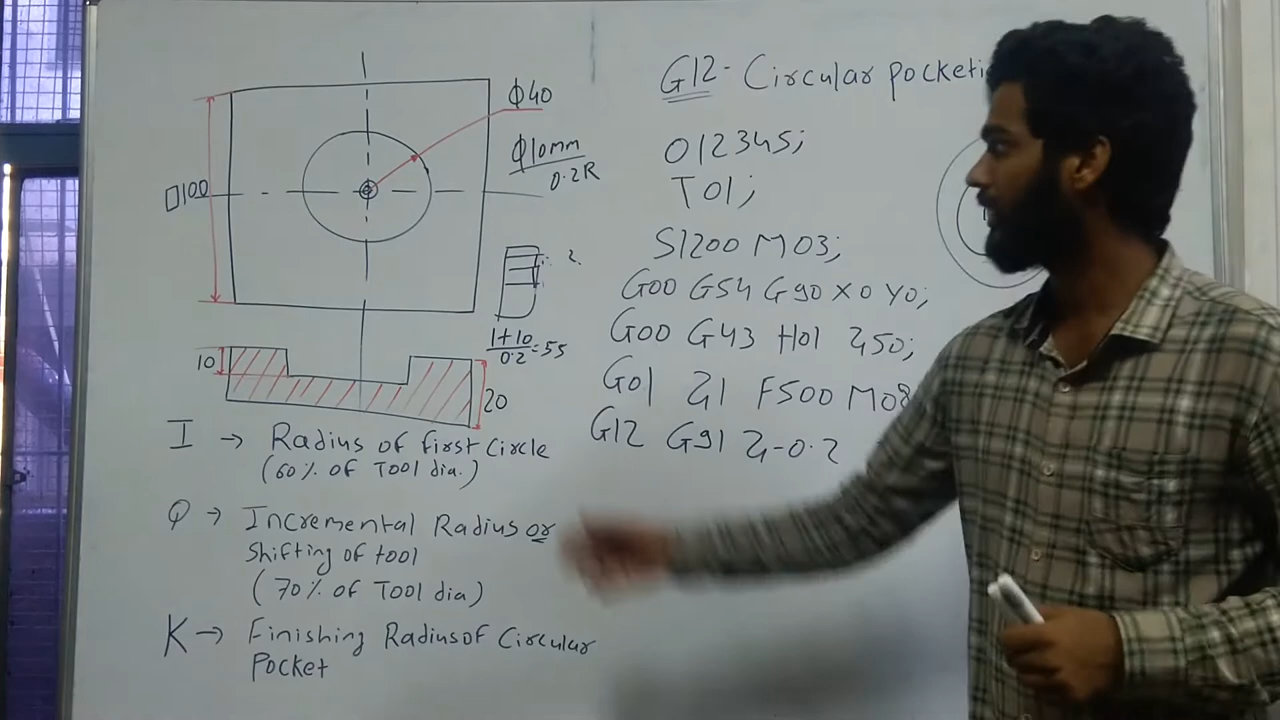 G12 - Circular pocketi
O12345;
T01;
S1200 M03;
G00 G54 G90 X0 Y0;
G00 G43 H01 Z50;
G01 Z1 F500 M08
G12 G91 Z-0.2
Φ40
Φ10mm
0.2R
□100
1+10
0.2 = 55
10
20
I → Radius of first Circle
(60% of Tool dia.)
Q → Incremental Radius or
Shifting of tool
(70% of Tool dia)
K → Finishing Radius of Circular
Pocket